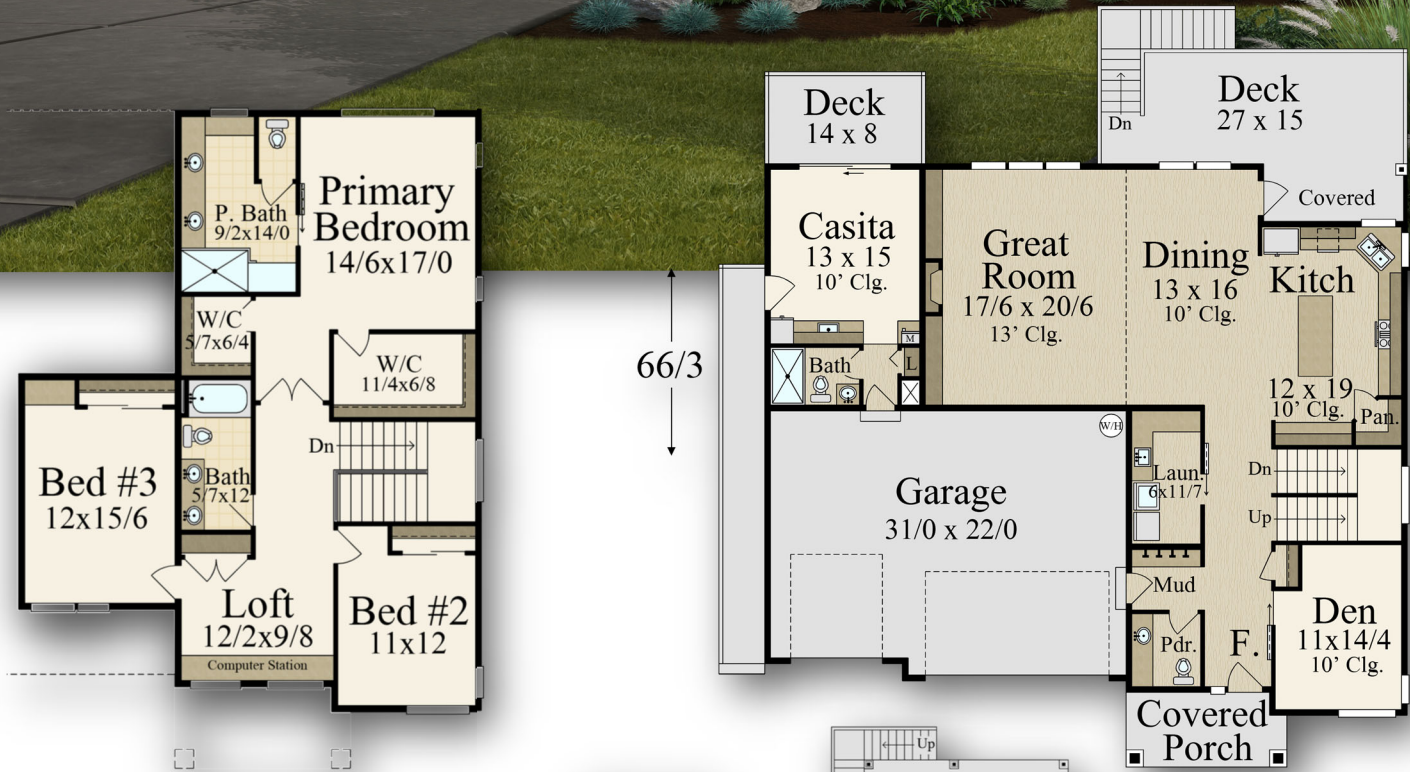 P. Bath
9/2x14/0
Primary
Bedroom
14/6x17/0
W/C
5/7x6/4
W/C
11/4x6/8
Dn
Bath
5/7x12
Bed #3
12x15/6
Loft
12/2x9/8
Computer Station
Bed #2
11x12
66/3
Deck
14 x 8
Deck
27 x 15
Dn
Covered
Casita
13 x 15
10' Clg.
M
Bath
L
Great
Room
17/6 x 20/6
13' Clg.
Dining
13 x 16
10' Clg.
Kitch
12 x 19
10' Clg.
Pan.
W/H
Garage
31/0 x 22/0
Laun.
6x11/7
Dn
Up
Mud
Pdr.
F.
Den
11x14/4
10' Clg.
Covered
Porch
Up